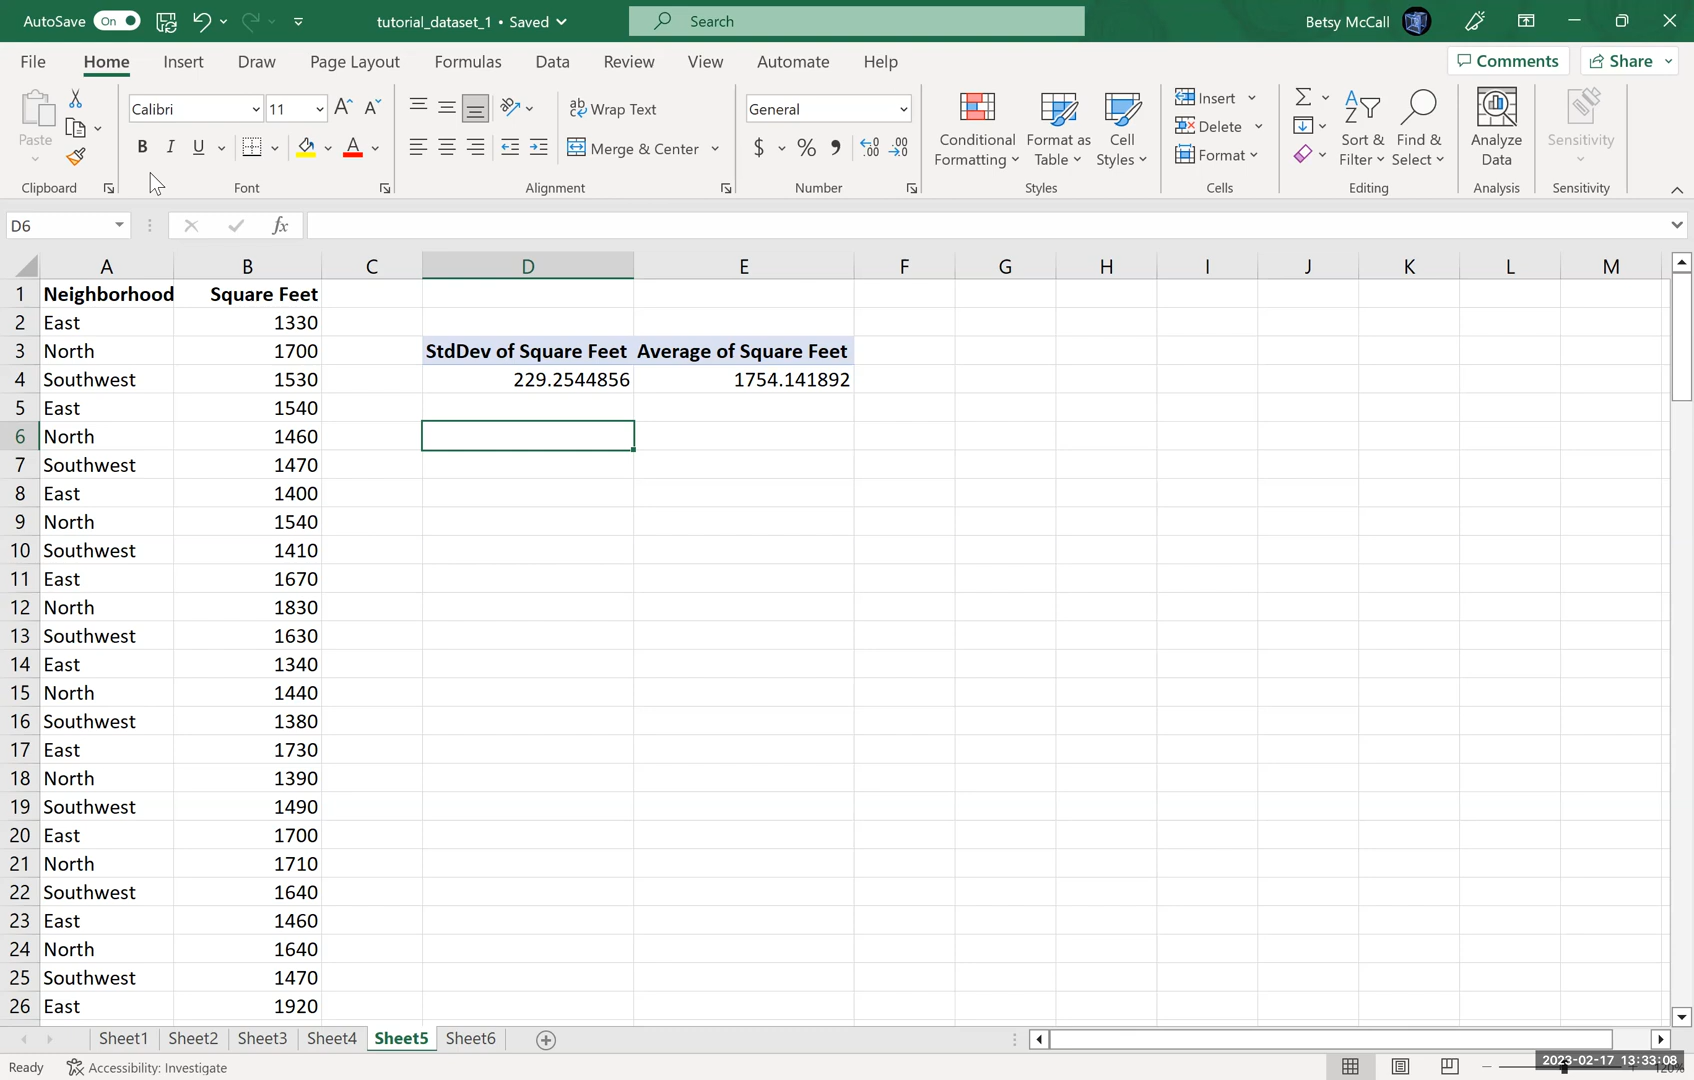 AutoSave On tutorial_dataset_1 • Saved Search Betsy McCall
File Home Insert Draw Page Layout Formulas Data Review View Automate Help Comments Share
Paste Calibri 11 A A ab Wrap Text General Conditional Formatting Format as Table Cell Styles Insert Delete Format Sort & Filter Find & Select Analyze Data Sensitivity
B I U A Merge & Center $ % 9 .00
Clipboard Font Alignment Number Styles Cells Editing Analysis Sensitivity
D6 fx
A B C D E F G H I J K L M
1 Neighborhood Square Feet
2 East 1330
3 North 1700 StdDev of Square Feet Average of Square Feet
4 Southwest 1530 229.2544856 1754.141892
5 East 1540
6 North 1460
7 Southwest 1470
8 East 1400
9 North 1540
10 Southwest 1410
11 East 1670
12 North 1830
13 Southwest 1630
14 East 1340
15 North 1440
16 Southwest 1380
17 East 1730
18 North 1390
19 Southwest 1490
20 East 1700
21 North 1710
22 Southwest 1640
23 East 1460
24 North 1640
25 Southwest 1470
26 East 1920
Sheet1 Sheet2 Sheet3 Sheet4 Sheet5 Sheet6
Ready Accessibility: Investigate 2023-02-17 13:33:08